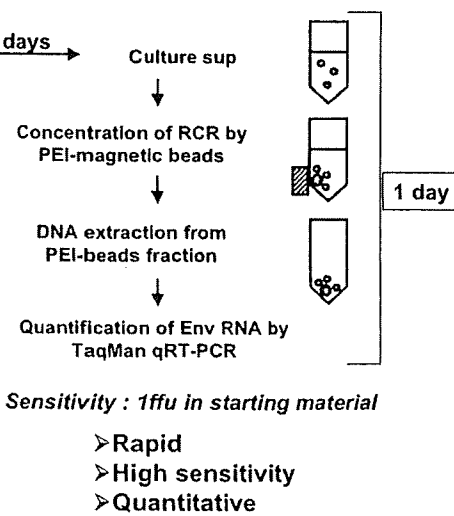 days
Culture sup
Concentration of RCR by
PEI-magnetic beads
1 day
DNA extraction from
PEI-beads fraction
Quantification of Env RNA by
TaqMan qRT-PCR
Sensitivity : 1ffu in starting material
➢Rapid
➢High sensitivity
➢Quantitative